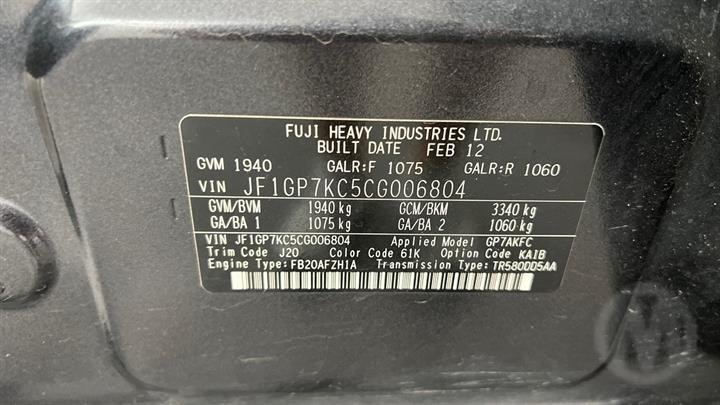 FUJI HEAVY INDUSTRIES LTD.
BUILT DATE FEB 12
GVM 1940 GALR:F 1075 GALR:R 1060
VIN JF1GP7KC5CG006804
GVM/BVM 1940 kg GCM/BKM 3340 kg
GA/BA 1 1075 kg GA/BA 2 1060 kg
VIN JF1GP7KC5CG006804 Applied Model GP7AKFC
Trim Code J20 Color Code 61K Option Code KAIB
Engine Type:FB20AFZH1A Transmission Type:TR580DD5AA
M